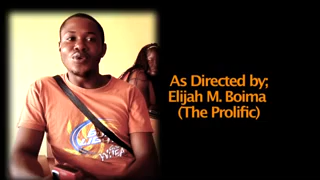 As Directed by;
Elijah M. Boima
(The Prolific)